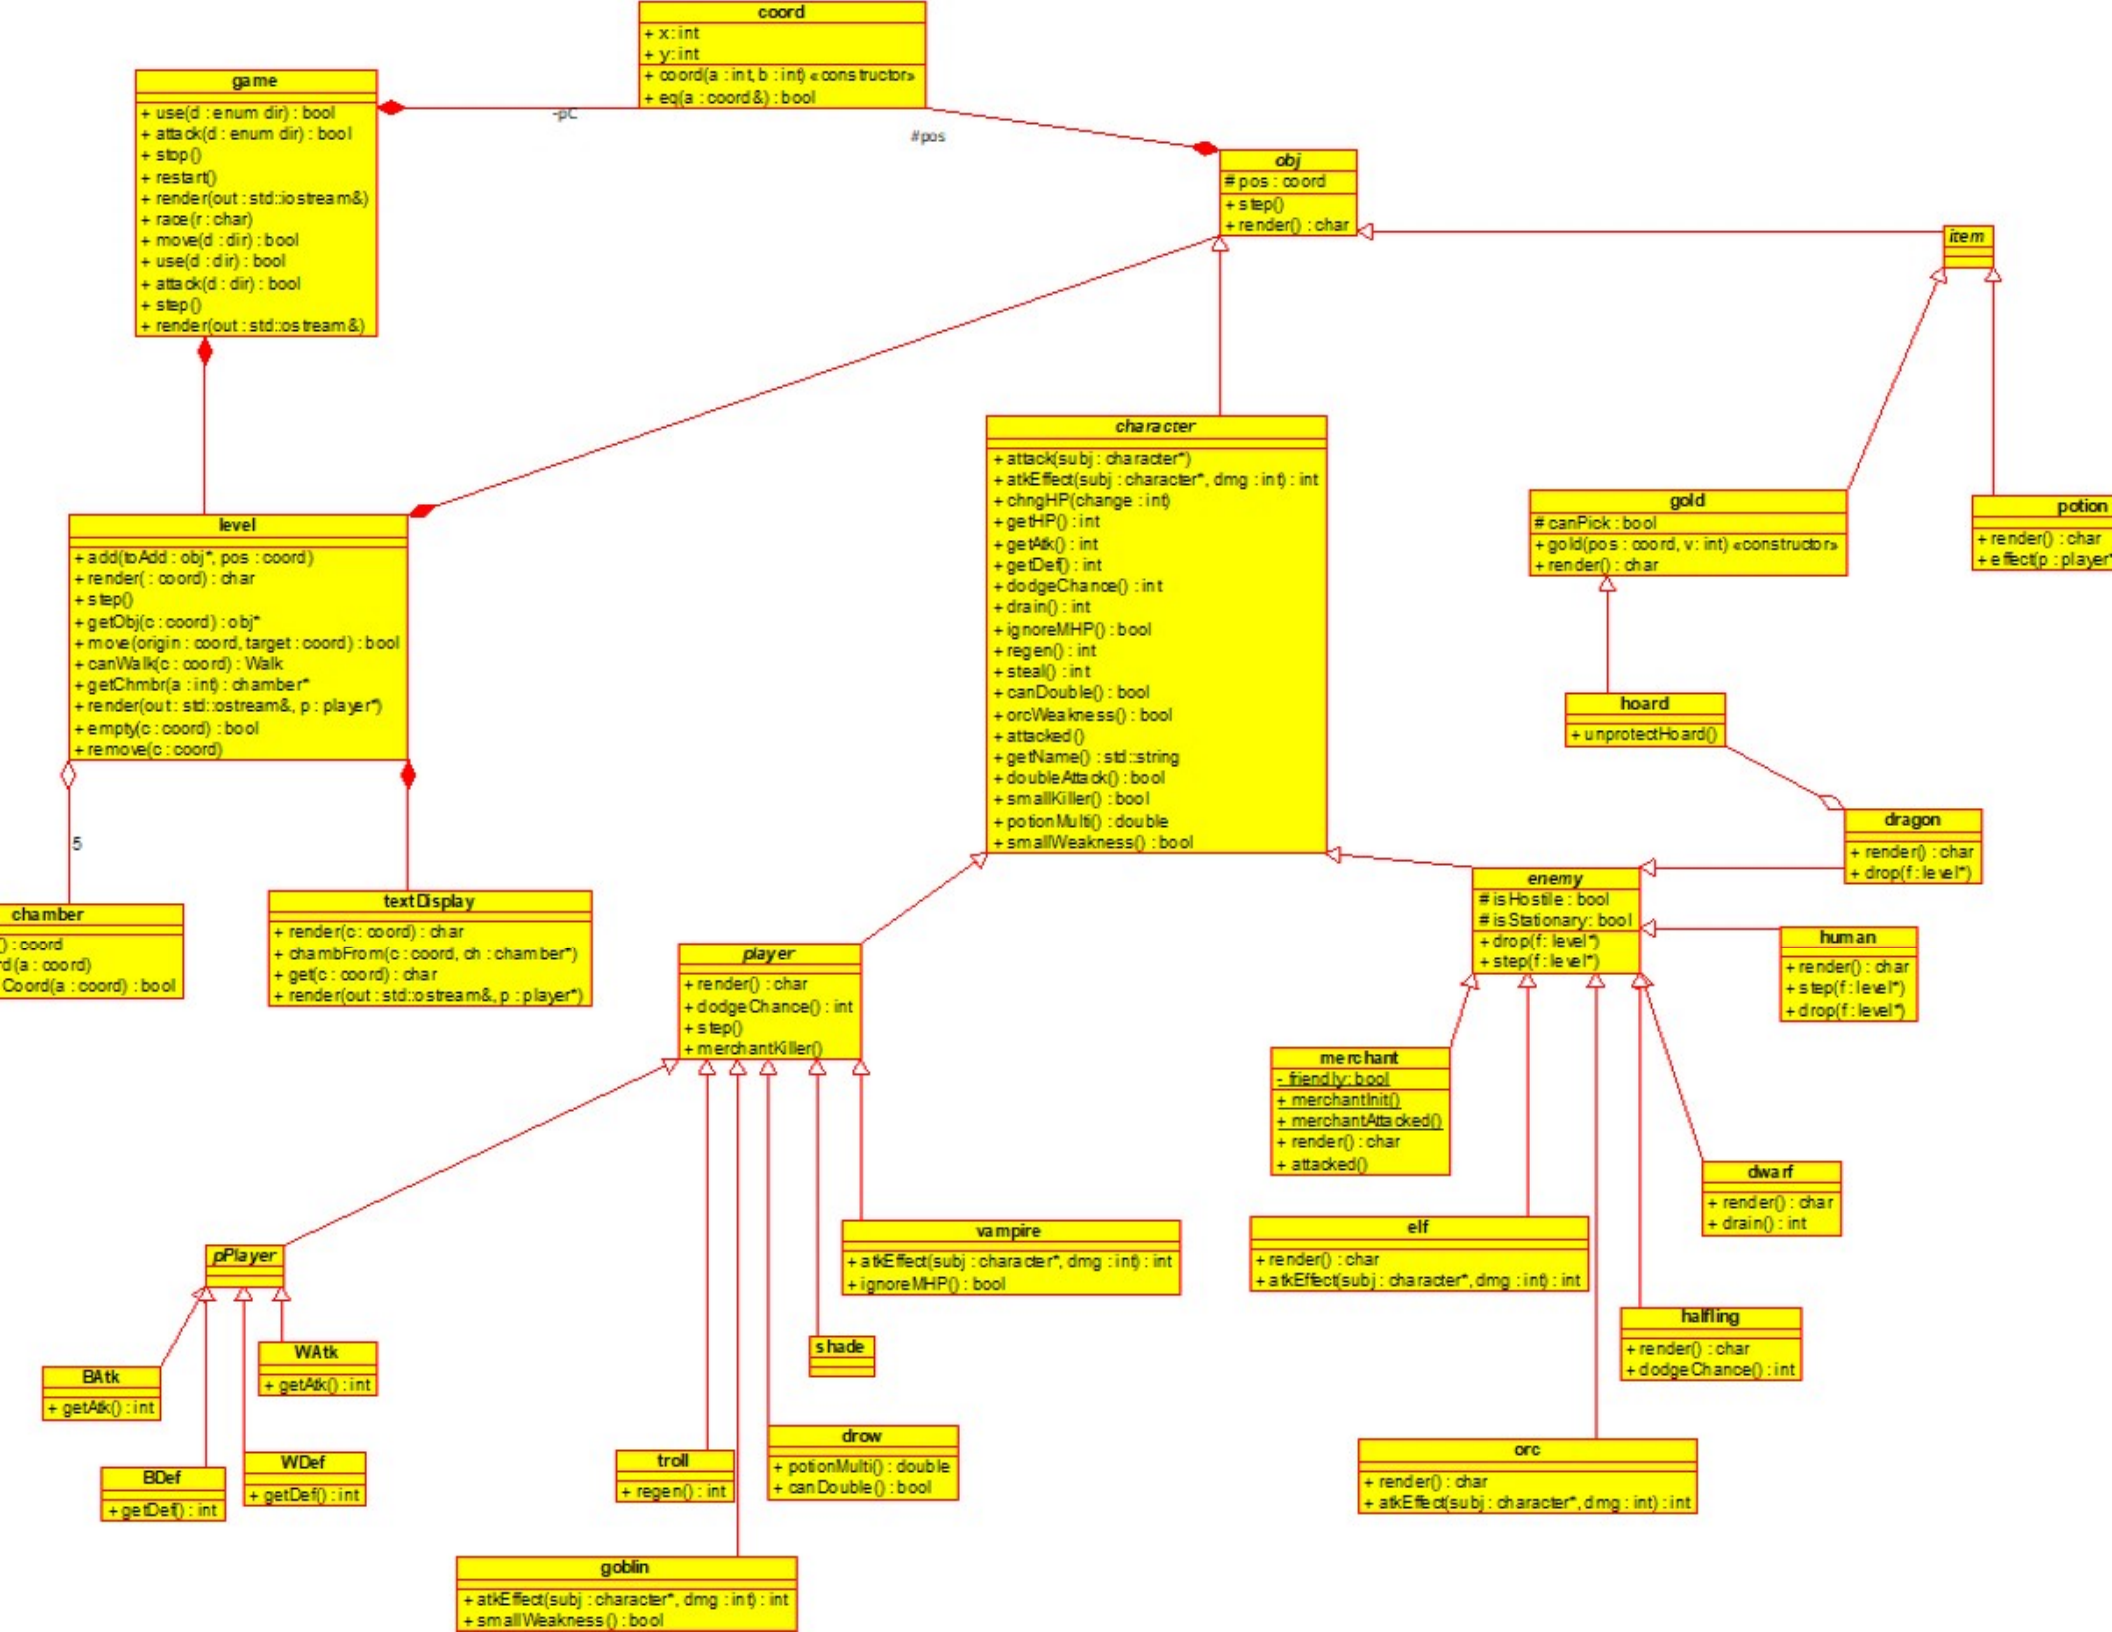 coord
+ x: int
+ y: int
+ coord(a : int, b : int) «constructor»
+ eq(a : coord&) : bool
game
+ use(d : enum dir) : bool
+ attack(d : enum dir) : bool
+ stop()
+ restart()
+ render(out : std::iostream&)
+ race(r : char)
+ move(d : dir) : bool
+ use(d : dir) : bool
+ attack(d : dir) : bool
+ step()
+ render(out : std::ostream&)
-pC
#pos
obj
# pos : coord
+ step()
+ render() : char
item
character
+ attack(subj : character*)
+ atkEffect(subj : character*, dmg : int) : int
+ chngHP(change : int)
+ getHP() : int
+ getAtk() : int
+ getDef() : int
+ dodgeChance() : int
+ drain() : int
+ ignoreMHP() : bool
+ regen() : int
+ steal() : int
+ canDouble() : bool
+ orcWeakness() : bool
+ attacked()
+ getName() : std::string
+ doubleAttack() : bool
+ smallKiller() : bool
+ potionMulti() : double
+ smallWeakness() : bool
gold
# canPick : bool
+ gold(pos : coord, v: int) «constructor»
+ render() : char
potion
+ render() : char
+ effect(p : player*
level
+ add(toAdd : obj*, pos : coord)
+ render( : coord) : char
+ step()
+ getObj(c : coord) : obj*
+ move(origin : coord, target : coord) : bool
+ canWalk(c : coord) : Walk
+ getChmbr(a : int) : chamber*
+ render(out : std::ostream&, p : player*)
+ empty(c : coord) : bool
+ remove(c : coord)
hoard
+ unprotectHoard()
dragon
+ render() : char
+ drop(f: level*)
5
chamber
) : coord
rd(a : coord)
Coord(a : coord) : bool
textDisplay
+ render(c : coord) : char
+ chambFrom(c : coord, ch : chamber*)
+ get(c : coord) : char
+ render(out : std::ostream&, p : player*)
enemy
# isHostile : bool
# isStationary: bool
+ drop(f: level*)
+ step(f: level*)
human
+ render() : char
+ step(f: level*)
+ drop(f: level*)
player
+ render() : char
+ dodgeChance() : int
+ step()
+ merchantKiller()
merchant
- friendly: bool
+ merchantInit()
+ merchantAttacked()
+ render() : char
+ attacked()
dwarf
+ render() : char
+ drain() : int
pPlayer
vampire
+ atkEffect(subj : character*, dmg : int) : int
+ ignoreMHP() : bool
elf
+ render() : char
+ atkEffect(subj : character*, dmg : int) : int
halfling
+ render() : char
+ dodgeChance() : int
WAtk
+ getAtk() : int
shade
BAtk
+ getAtk() : int
drow
+ potionMulti() : double
+ canDouble() : bool
orc
+ render() : char
+ atkEffect(subj : character*, dmg : int) : int
troll
+ regen() : int
WDef
+ getDef() : int
BDef
+ getDef() : int
goblin
+ atkEffect(subj : character*, dmg : int) : int
+ smallWeakness() : bool